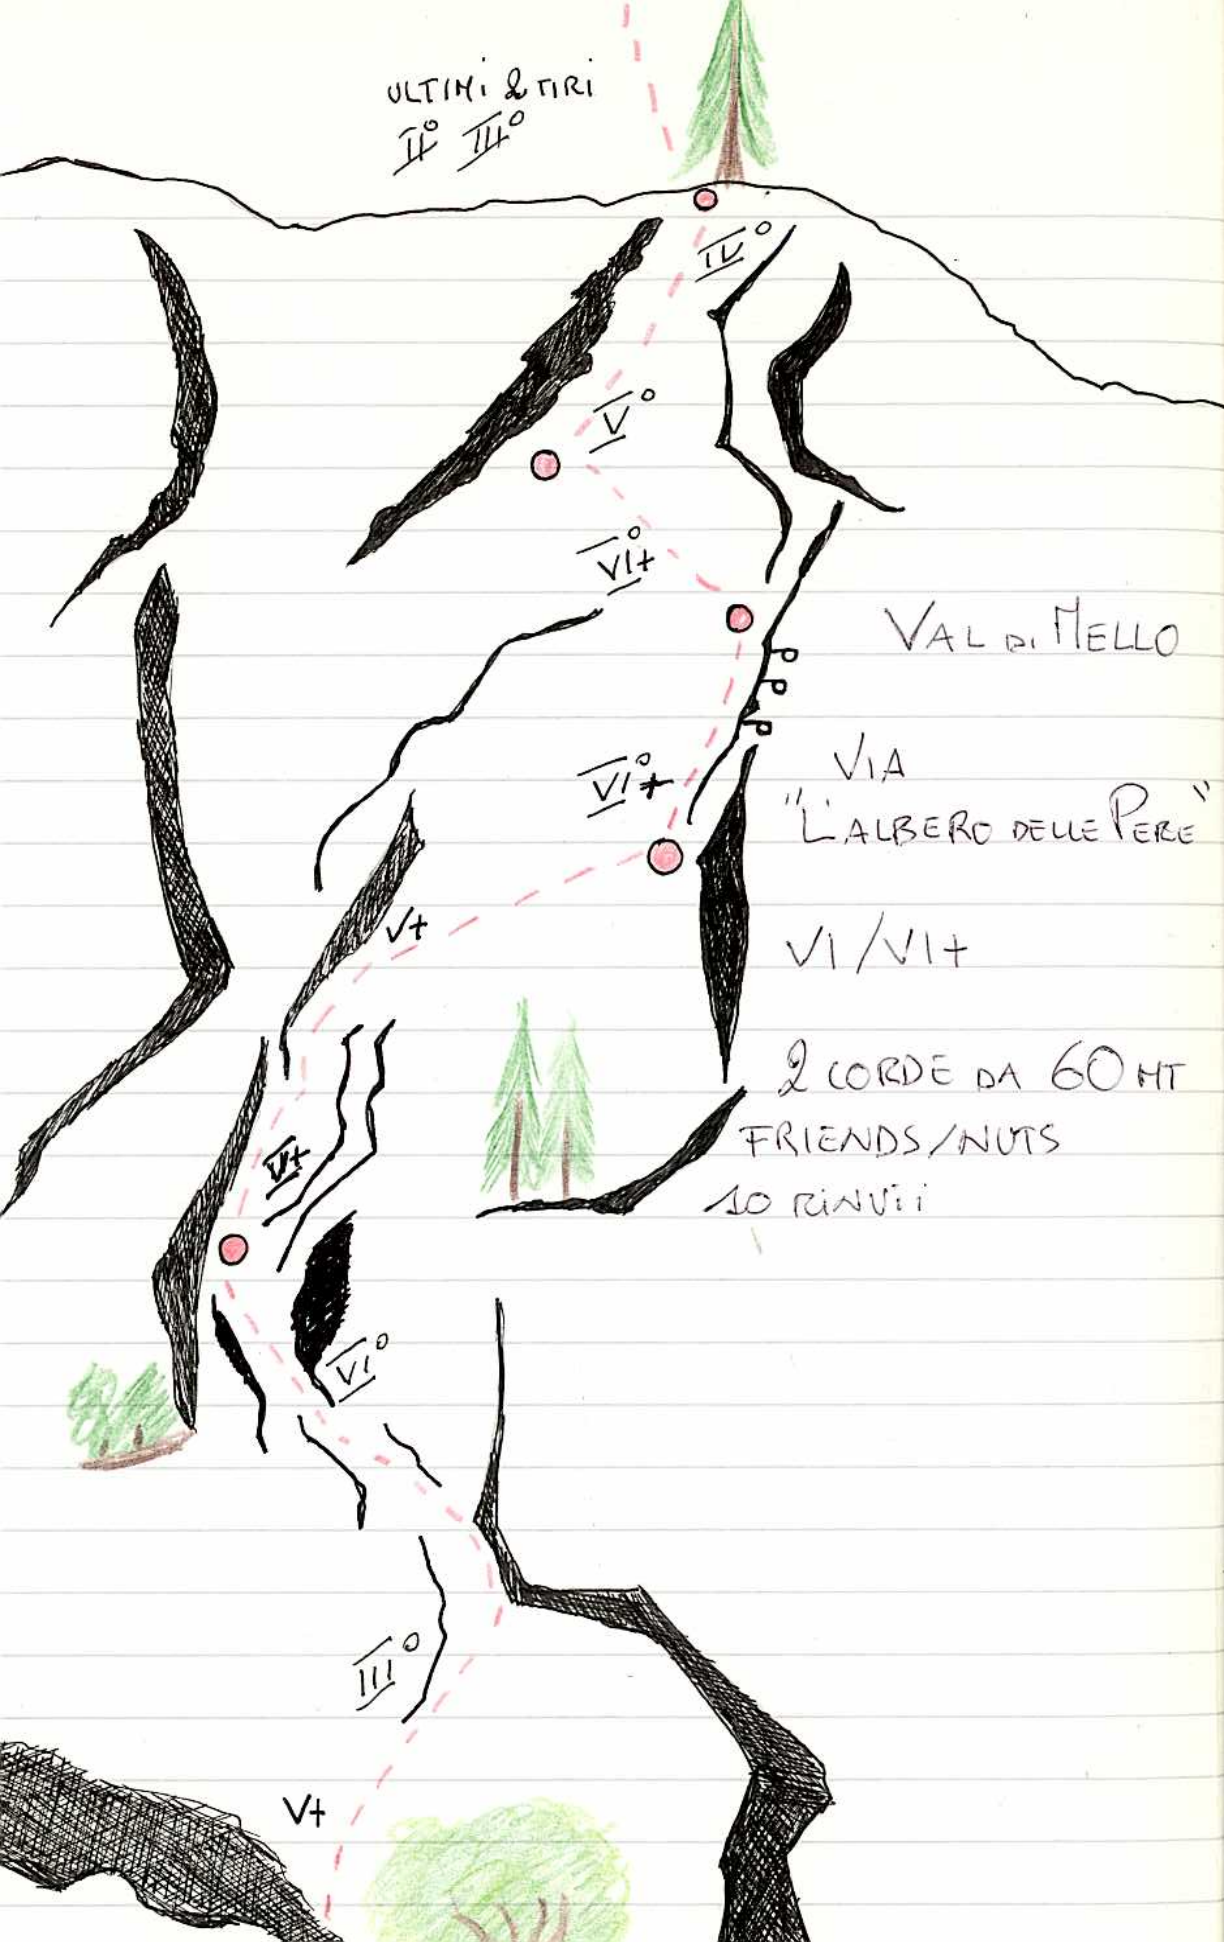 ULTIMI 2 TIRI
II° III°
IV°
V°
VI+°
VAL DI MELLO
P
P
P
VIA
VI°+
"L'ALBERO DELLE PERE"
V+
VI/VI+
2 CORDE DA 60 MT
FRIENDS/NUTS
10 RINVII
VI°
III°
V+